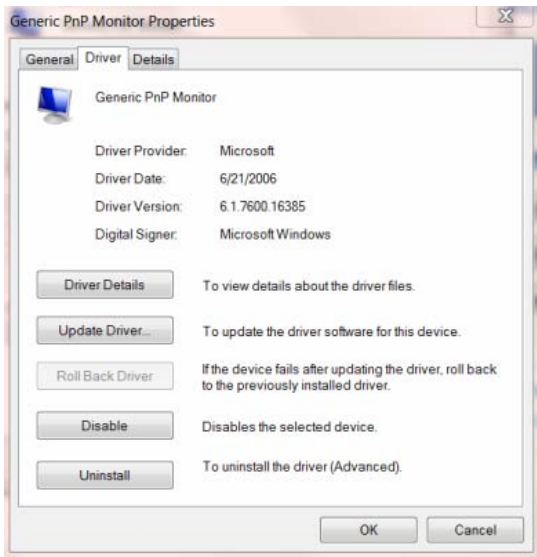 Generic PnP Monitor Properties
General Driver Details
Generic PnP Monitor
Driver Provider: Microsoft
Driver Date: 6/21/2006
Driver Version: 6.1.7600.16385
Digital Signer: Microsoft Windows
Driver Details To view details about the driver files.
Update Driver... To update the driver software for this device.
Roll Back Driver If the device fails after updating the driver, roll back
to the previously installed driver.
Disable Disables the selected device.
Uninstall To uninstall the driver (Advanced).
OK Cancel